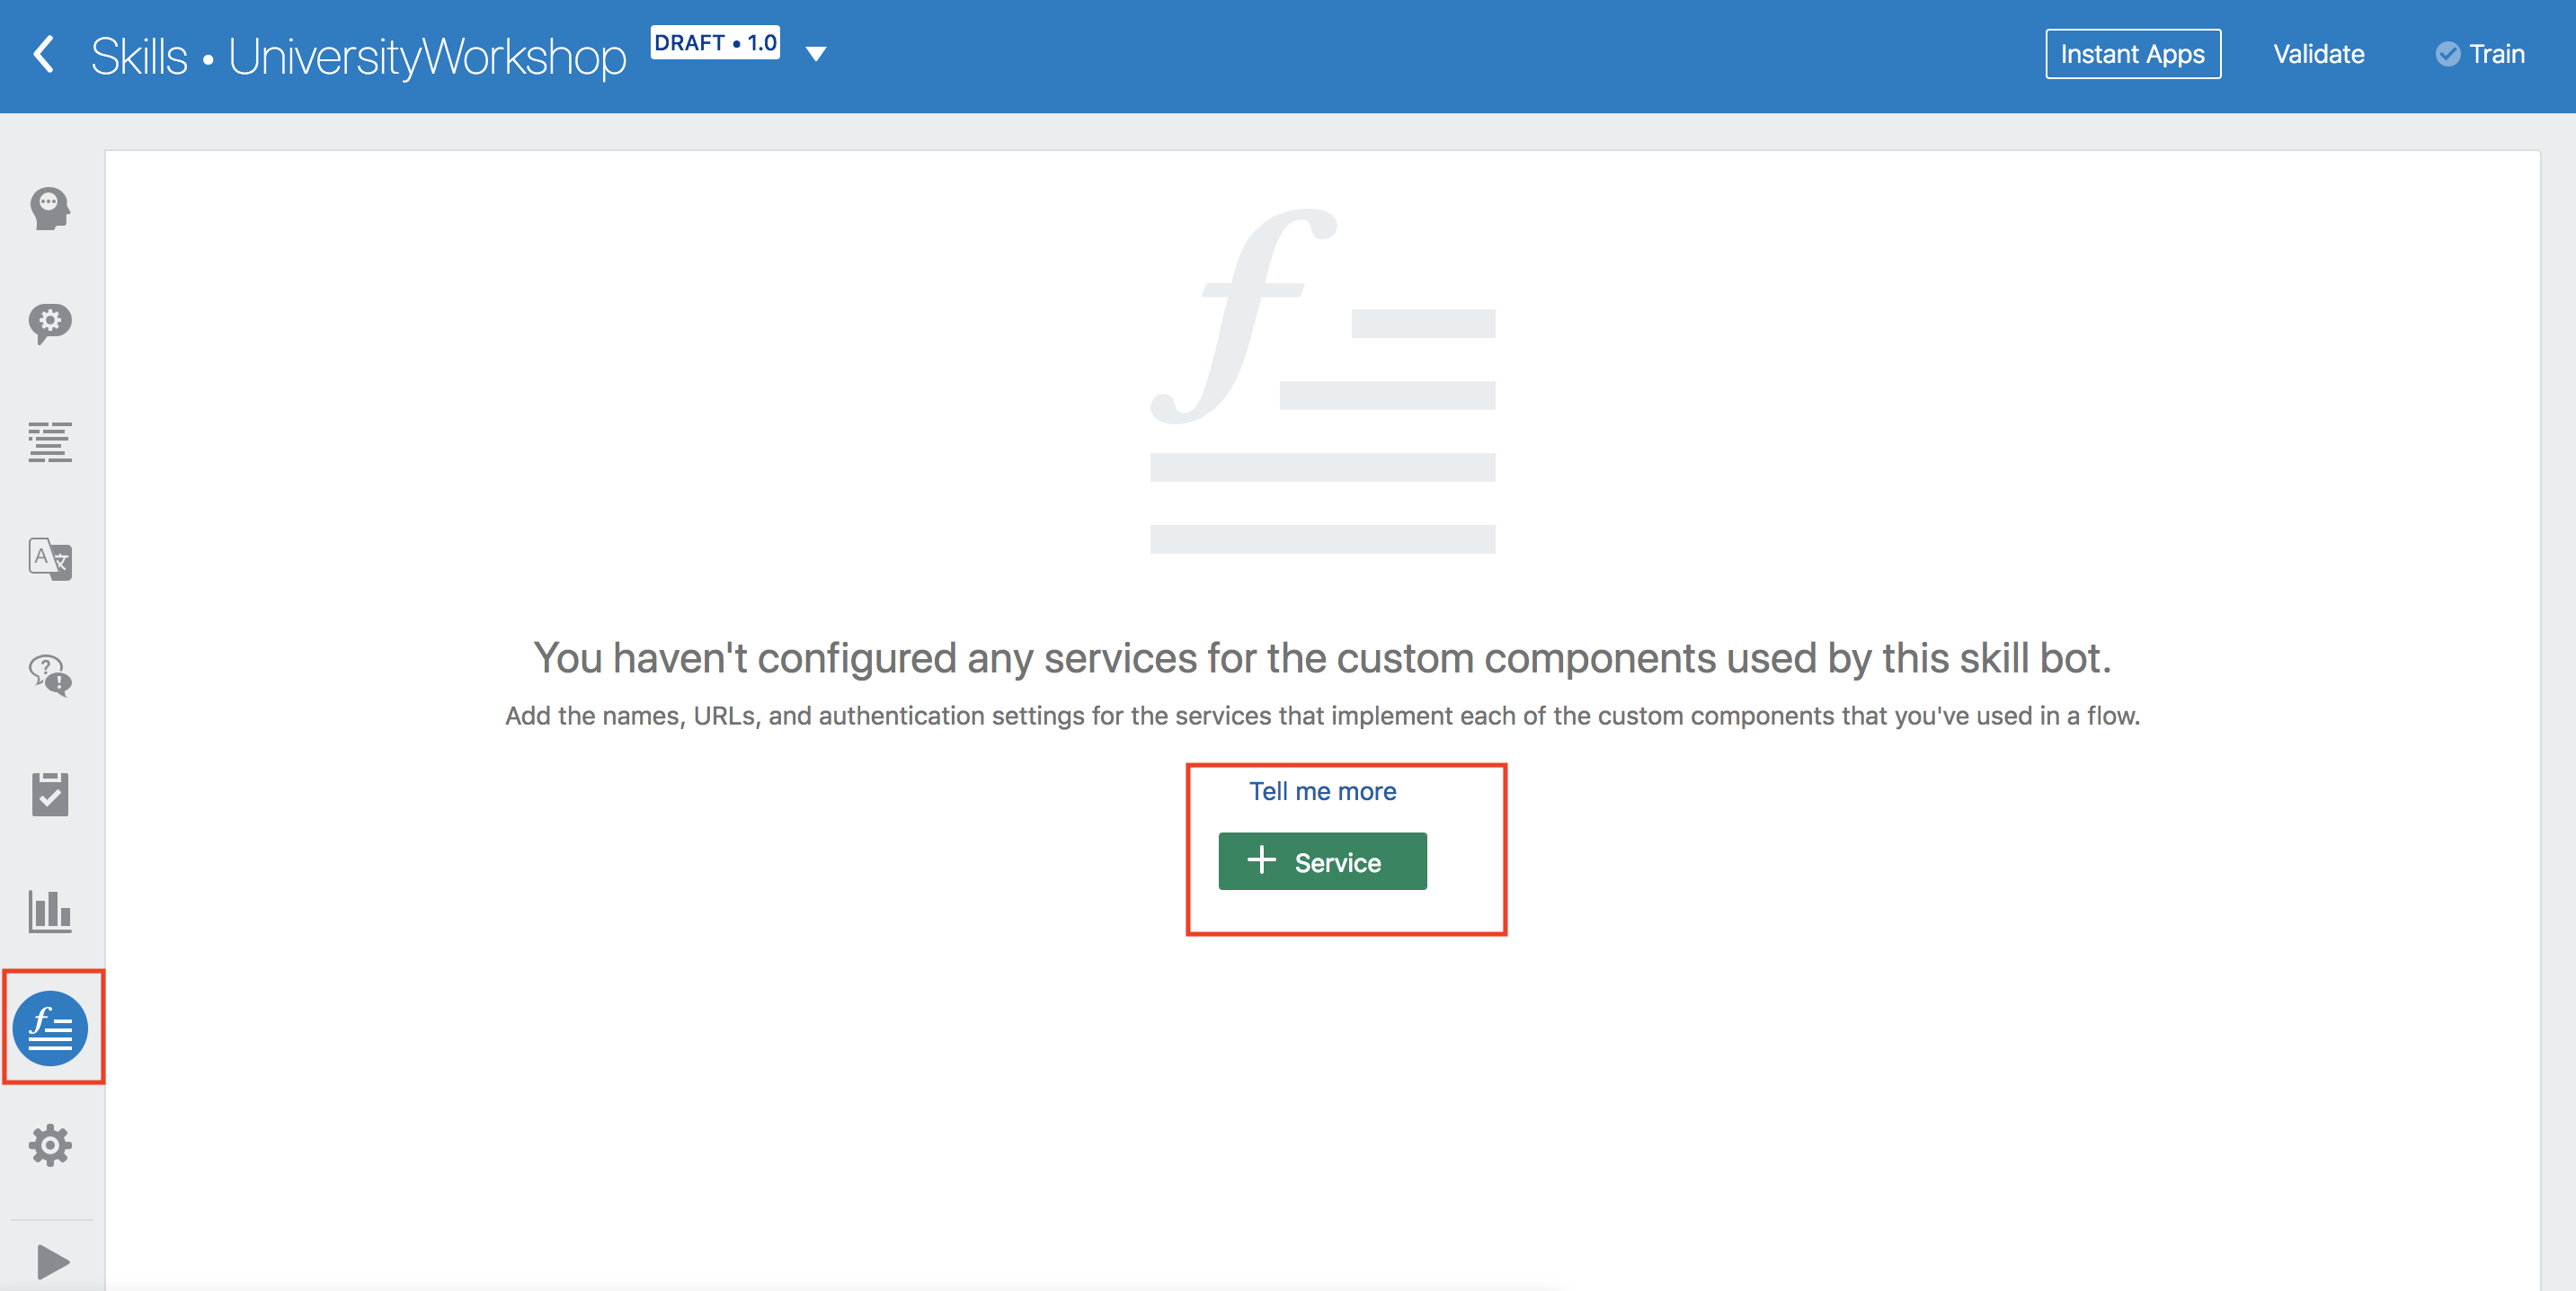 Skills • UniversityWorkshop DRAFT • 1.0 Instant Apps Validate Train
You haven't configured any services for the custom components used by this skill bot.
Add the names, URLs, and authentication settings for the services that implement each of the custom components that you've used in a flow.
Tell me more
+ Service